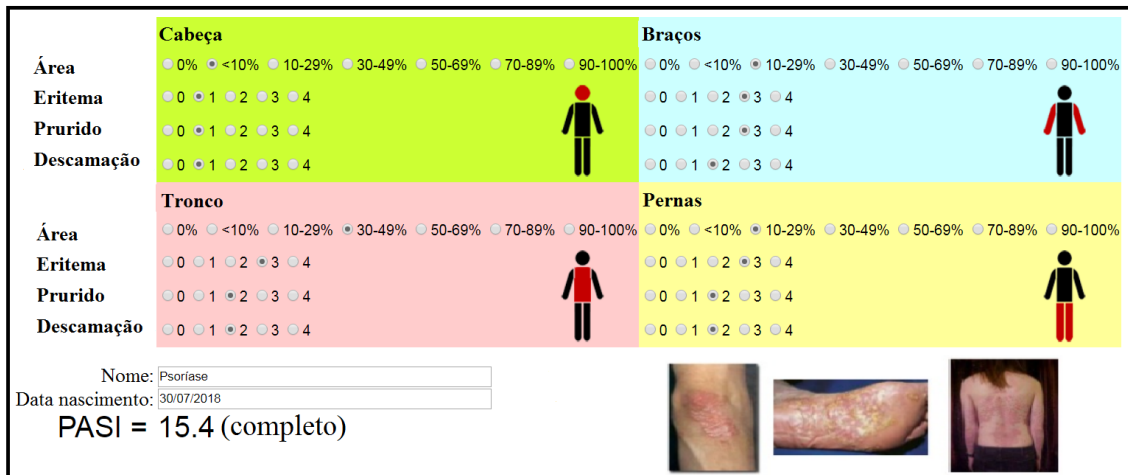 Cabeça
Área 0% <10% 10-29% 30-49% 50-69% 70-89% 90-100%
Eritema 0 1 2 3 4
Prurido 0 1 2 3 4
Descamação 0 1 2 3 4
Braços
0% <10% 10-29% 30-49% 50-69% 70-89% 90-100%
0 1 2 3 4
0 1 2 3 4
0 1 2 3 4
Tronco
Área 0% <10% 10-29% 30-49% 50-69% 70-89% 90-100%
Eritema 0 1 2 3 4
Prurido 0 1 2 3 4
Descamação 0 1 2 3 4
Pernas
0% <10% 10-29% 30-49% 50-69% 70-89% 90-100%
0 1 2 3 4
0 1 2 3 4
0 1 2 3 4
Nome: Psoríase
Data nascimento: 30/07/2018
PASI = 15.4 (completo)